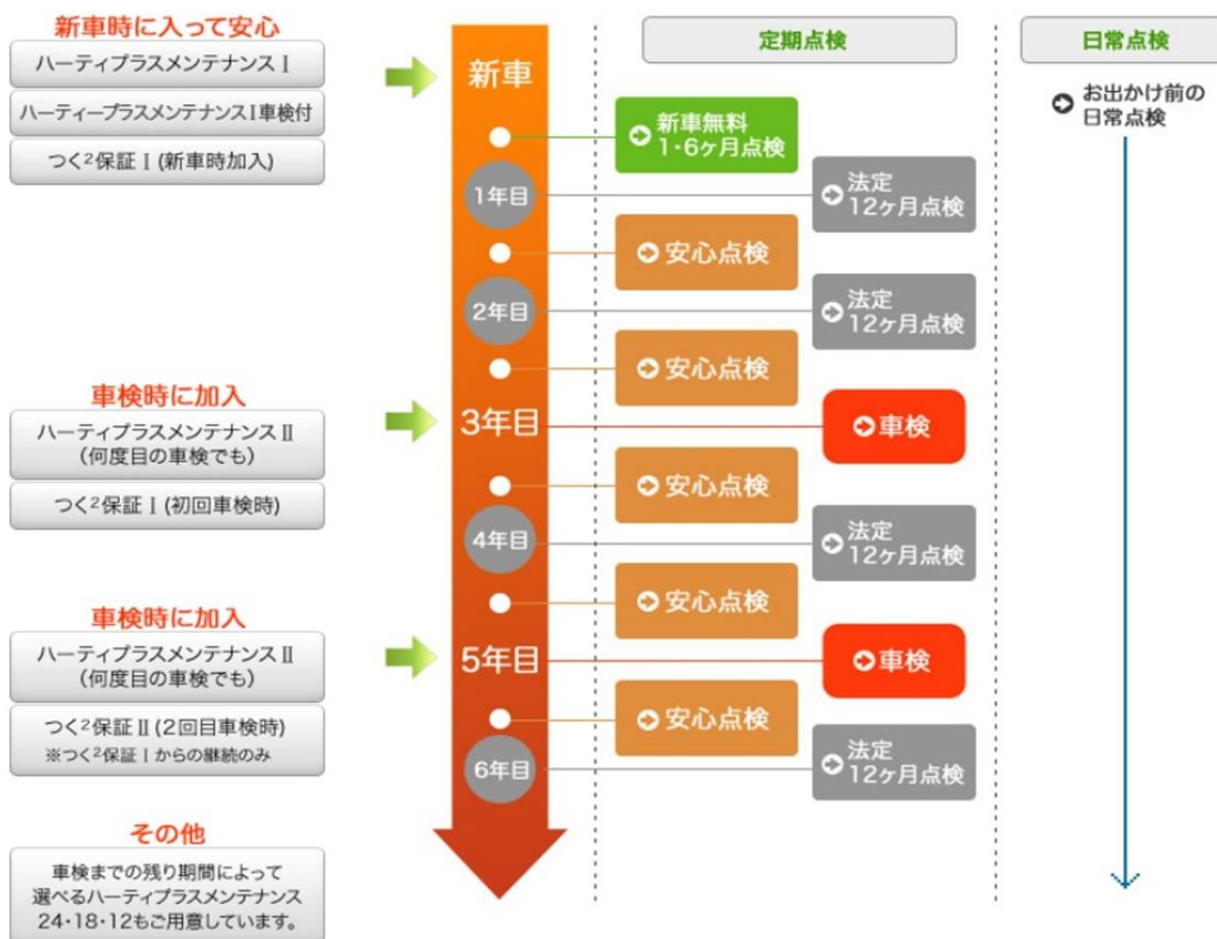 新車時に入って安心
ハーティプラスメンテナンスⅠ
ハーティープラスメンテナンスⅠ車検付
つく²保証Ⅰ(新車時加入)
車検時に加入
ハーティプラスメンテナンスⅡ
(何度目の車検でも)
つく²保証Ⅰ(初回車検時)
車検時に加入
ハーティプラスメンテナンスⅡ
(何度目の車検でも)
つく²保証Ⅱ(2回目車検時)
※つく²保証Ⅰからの継続のみ
その他
車検までの残り期間によって
選べるハーティプラスメンテナンス
24・18・12もご用意しています。
新車
1年目
2年目
3年目
4年目
5年目
6年目
定期点検
新車無料
1・6ヶ月点検
法定
12ヶ月点検
安心点検
法定
12ヶ月点検
安心点検
車検
安心点検
法定
12ヶ月点検
安心点検
車検
安心点検
法定
12ヶ月点検
日常点検
お出かけ前の
日常点検